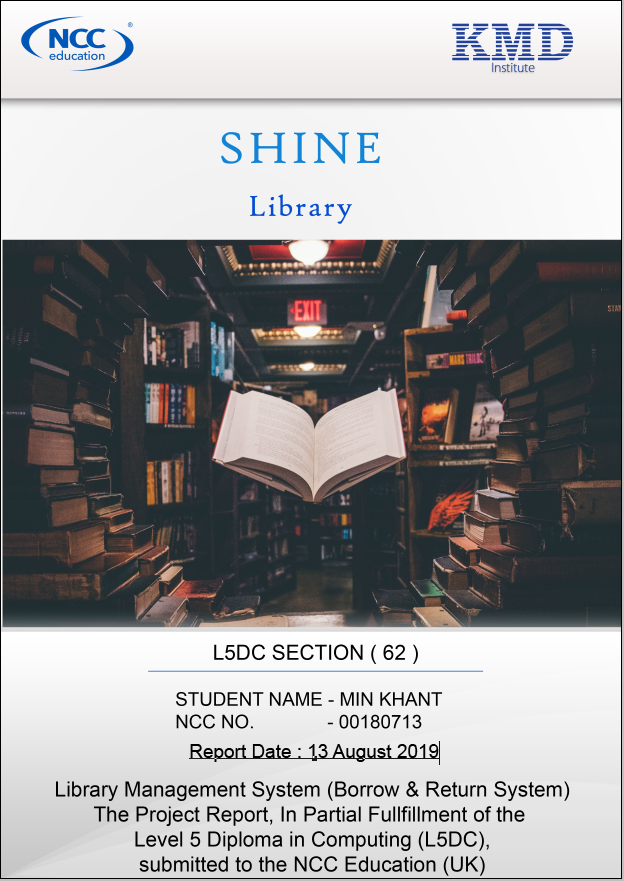 NCC
education
®
KMD
Institute
SHINE
Library
EXIT
MARS TRILOGY
L5DC SECTION ( 62 )
STUDENT NAME - MIN KHANT
NCC NO. - 00180713
Report Date : 13 August 2019
Library Management System (Borrow & Return System)
The Project Report, In Partial Fullfillment of the
Level 5 Diploma in Computing (L5DC),
submitted to the NCC Education (UK)